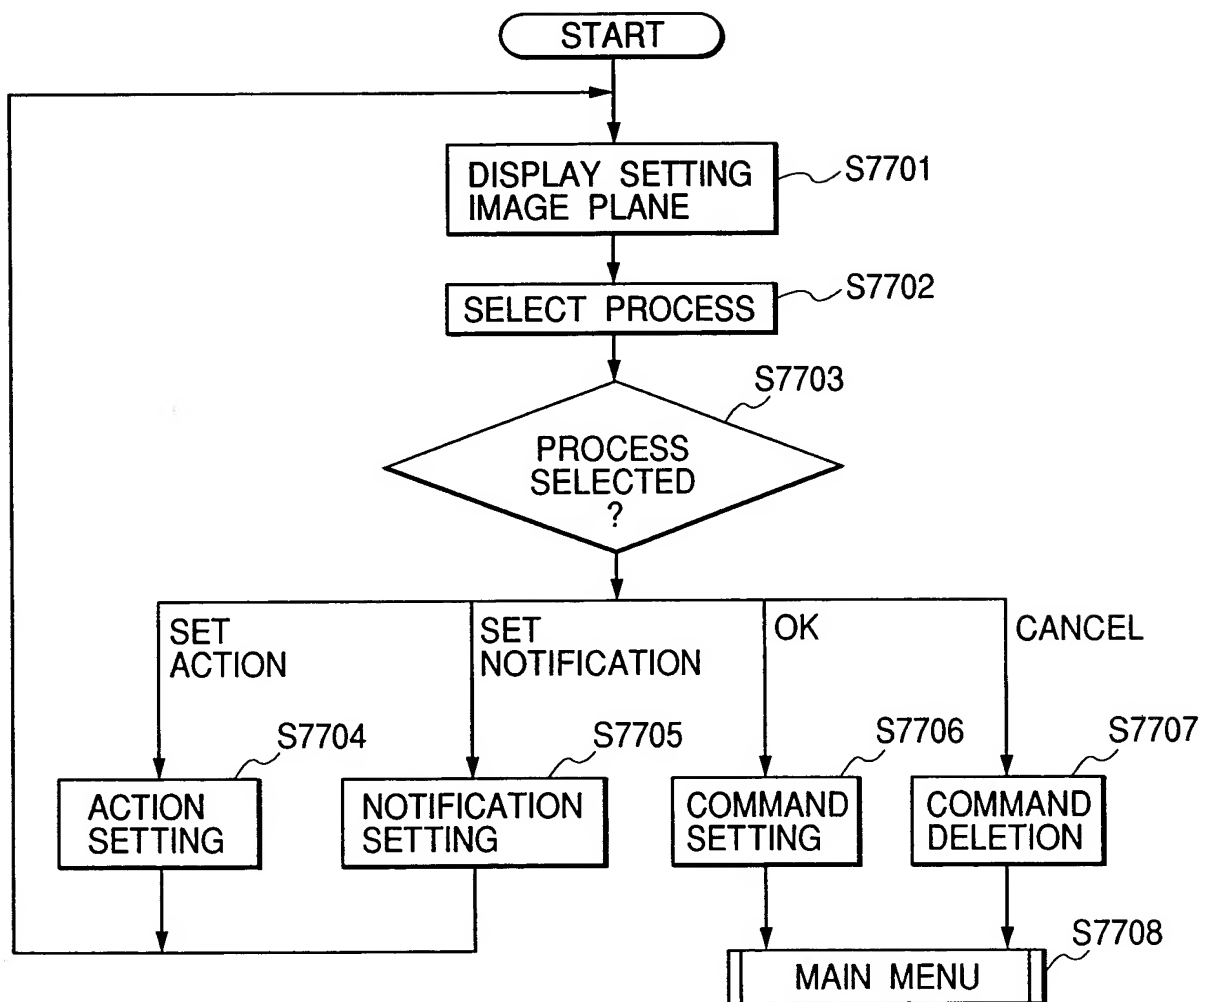 START
DISPLAY SETTING
IMAGE PLANE
S7701
SELECT PROCESS
S7702
S7703
PROCESS
SELECTED
?
SET
ACTION
SET
NOTIFICATION
OK
CANCEL
S7704
S7705
S7706
S7707
ACTION
SETTING
NOTIFICATION
SETTING
COMMAND
SETTING
COMMAND
DELETION
S7708
MAIN MENU